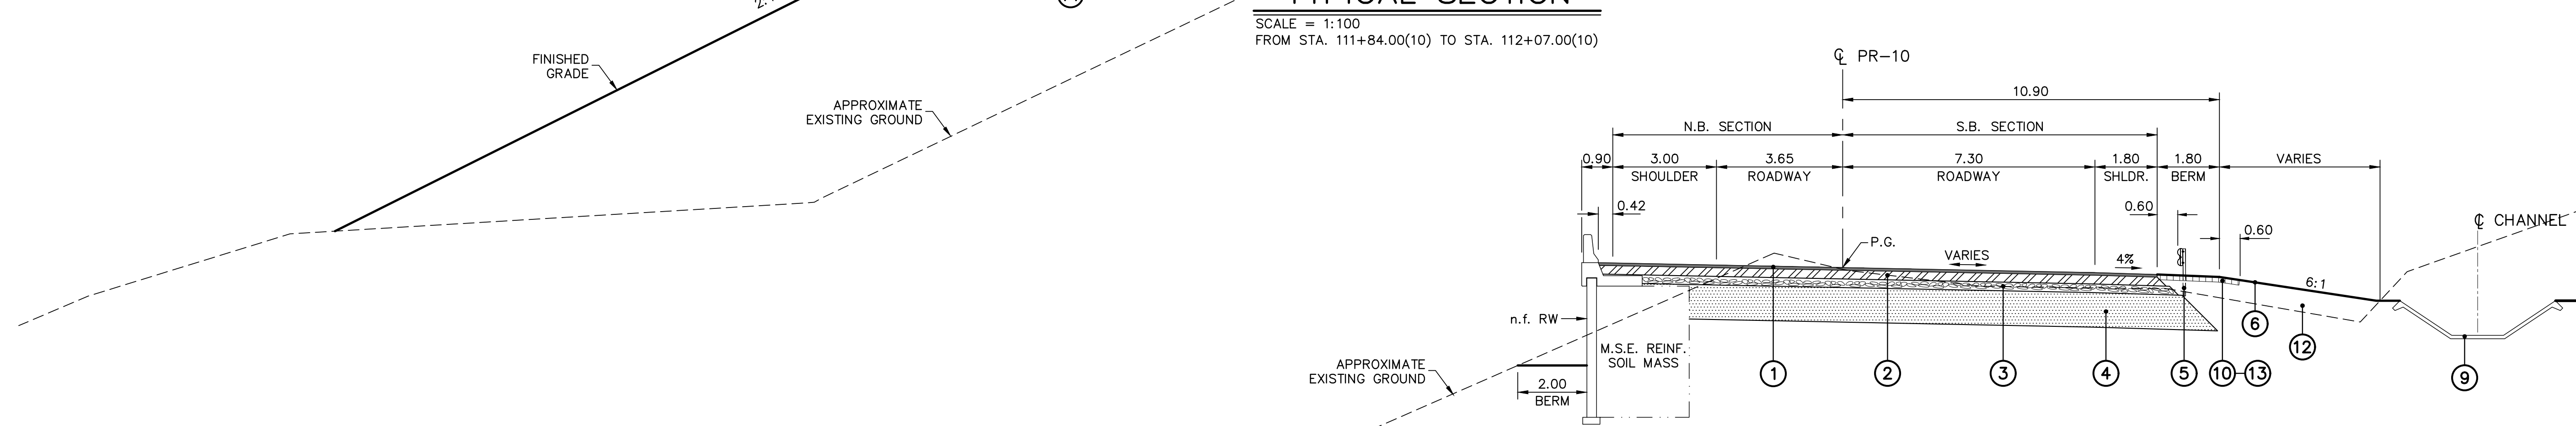 FINISHED
GRADE
APPROXIMATE
EXISTING GROUND
TYPICAL SECTION
SCALE = 1:100
FROM STA. 111+84.00(10) TO STA. 112+07.00(10)
℄ PR-10
10.90
N.B. SECTION
S.B. SECTION
0.90
3.00
3.65
7.30
1.80
1.80
VARIES
SHOULDER
ROADWAY
ROADWAY
SHLDR.
BERM
0.42
0.60
0.60
℄ CHANNEL
P.G.
VARIES
4%
6:1
n.f. RW
M.S.E. REINF.
SOIL MASS
APPROXIMATE
EXISTING GROUND
2.00
BERM
1
2
3
4
5
10
13
6
12
9